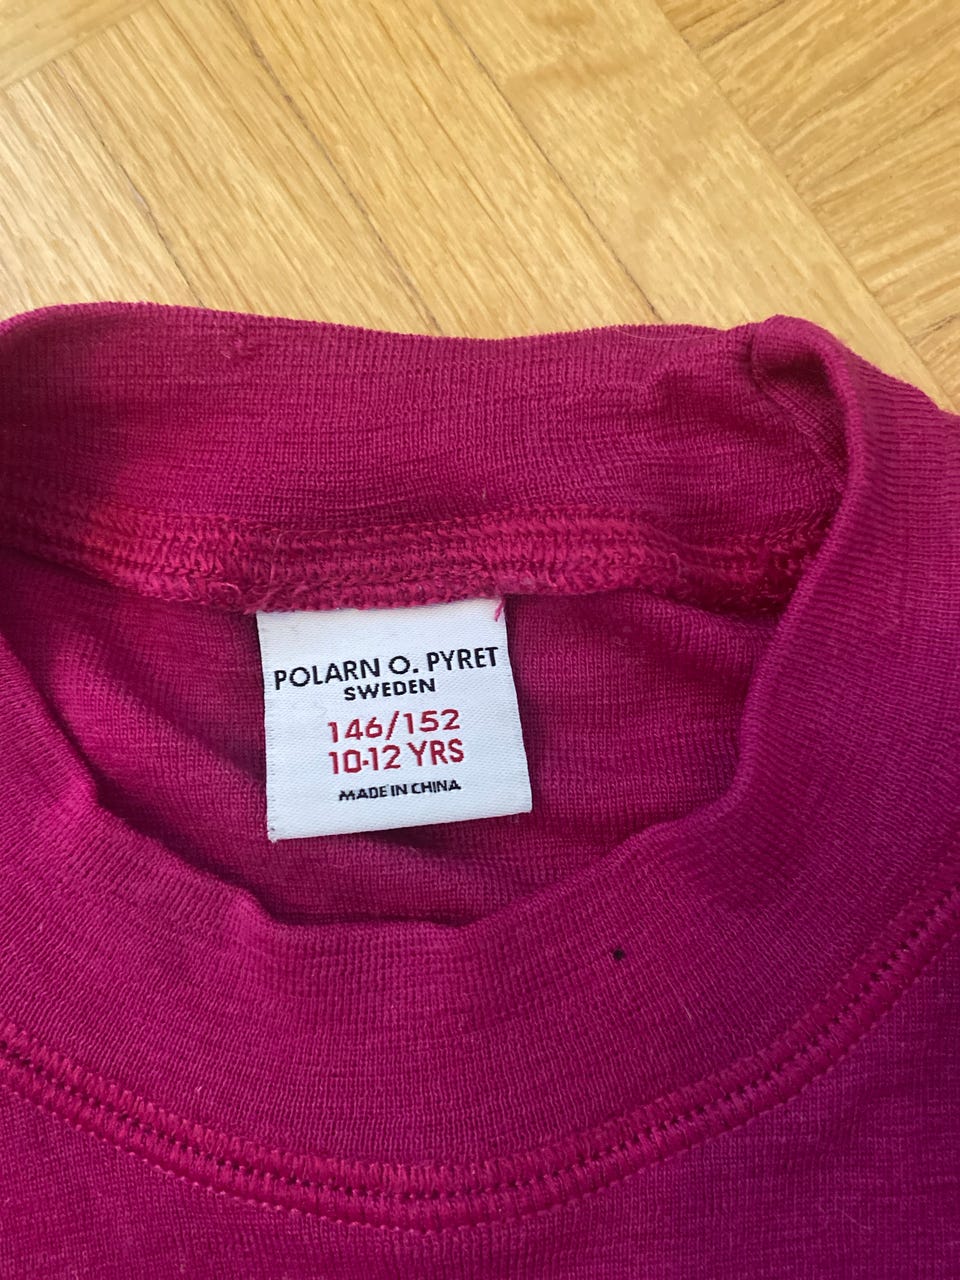 POLARN O. PYRET
SWEDEN
146/152
10-12 YRS
MADE IN CHINA